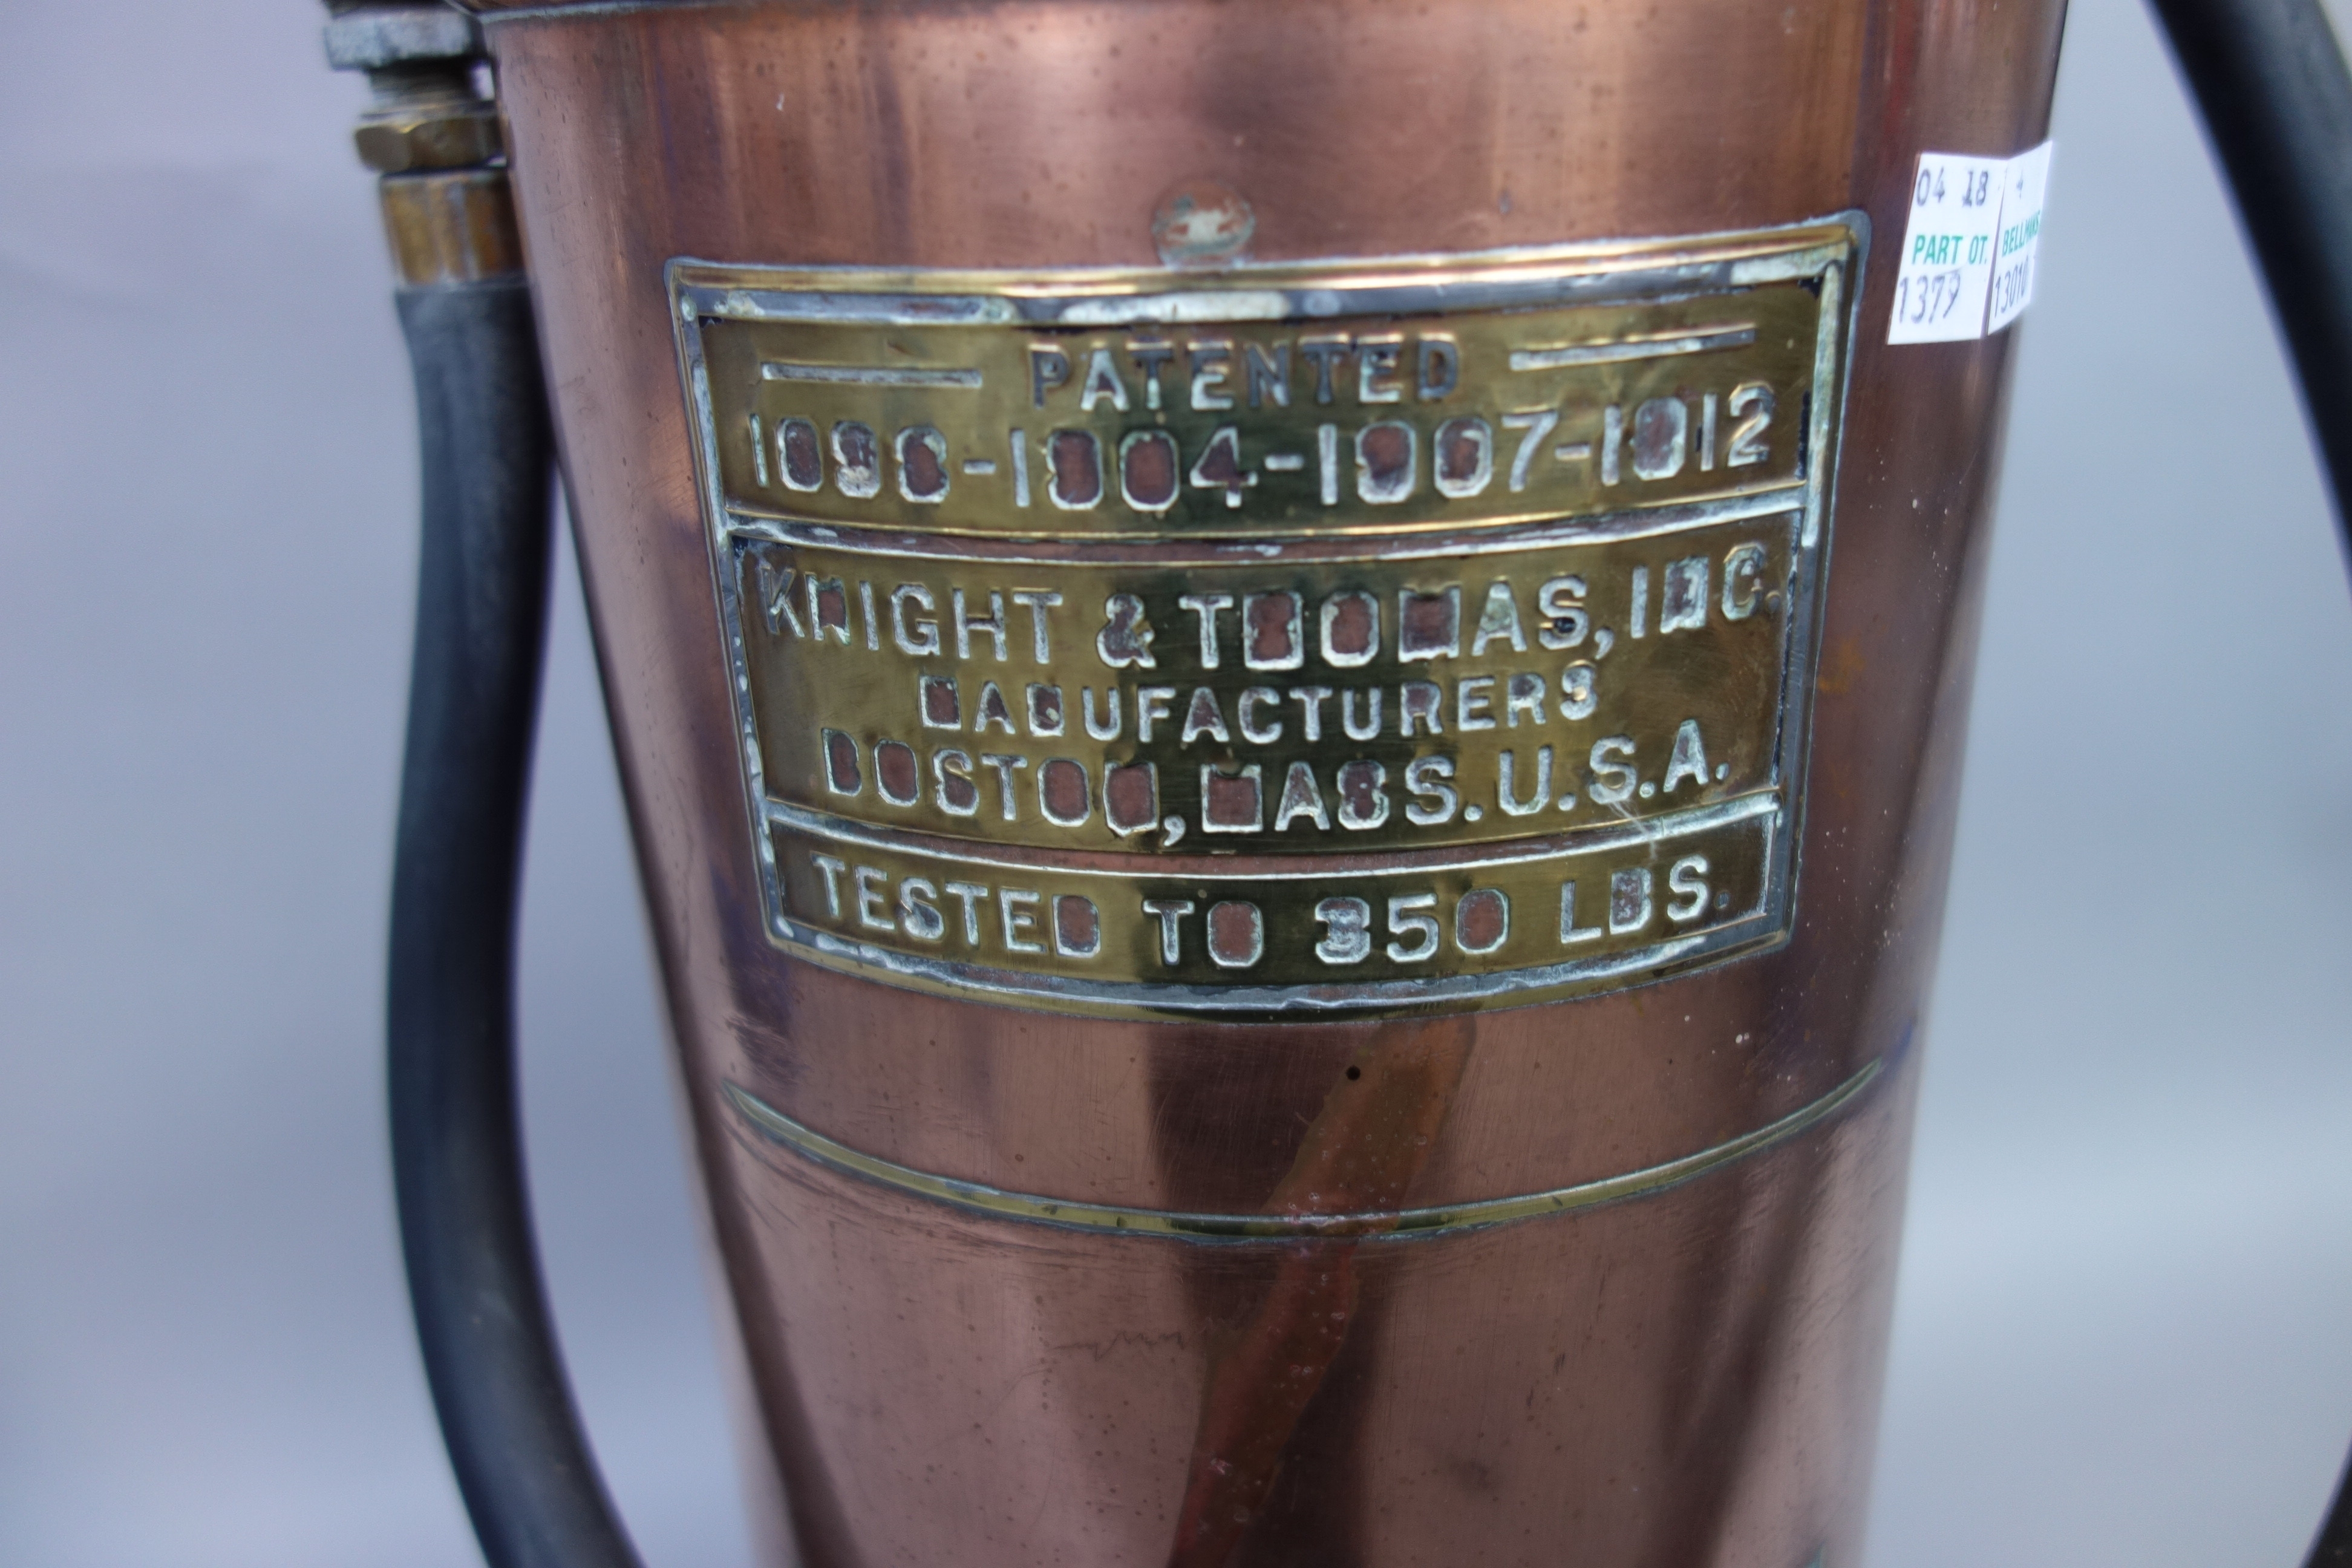 PATENTED
1898-1904-1907-1912
KNIGHT & THOMAS, INC.
MANUFACTURERS
BOSTON, MASS. U.S.A.
TESTED TO 350 LBS.
04 18
PART OT.
1379
BELLMANS